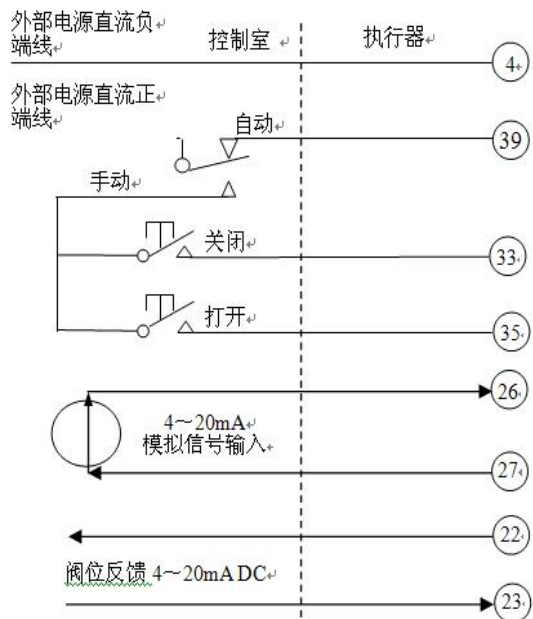 外部电源直流负
端线
控制室
执行器
4
外部电源直流正
端线
自动
39
手动
关闭
33
打开
35
26
4～20mA
模拟信号输入
27
22
阀位反馈 4～20mA DC
23